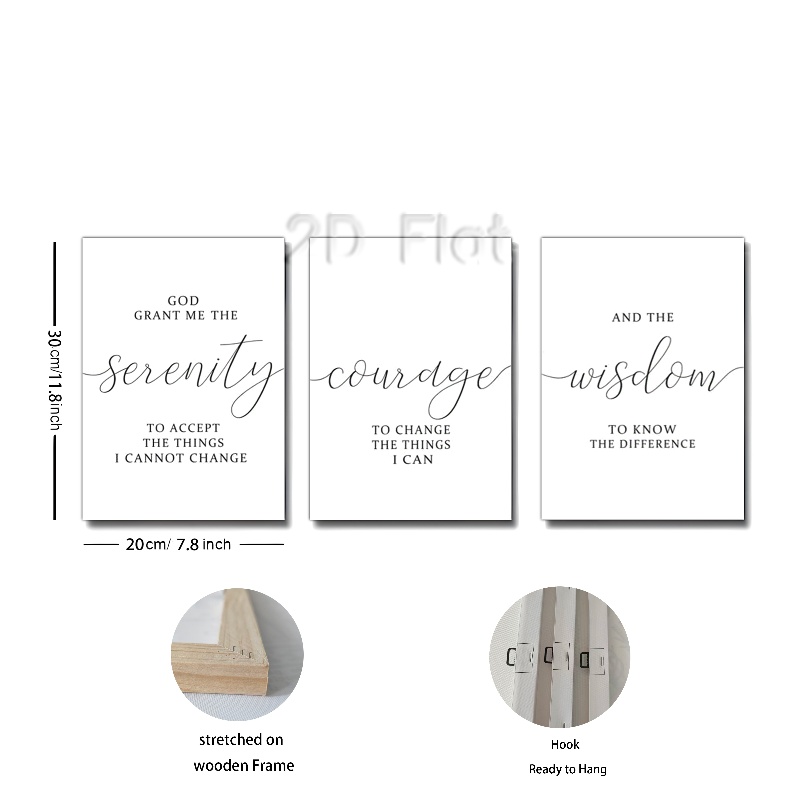 2D Flat
GOD
GRANT ME THE
serenity
TO ACCEPT
THE THINGS
I CANNOT CHANGE
courage
TO CHANGE
THE THINGS
I CAN
AND THE
wisdom
TO KNOW
THE DIFFERENCE
30cm/11.8inch
20cm/ 7.8 inch
stretched on
wooden Frame
Hook
Ready to Hang